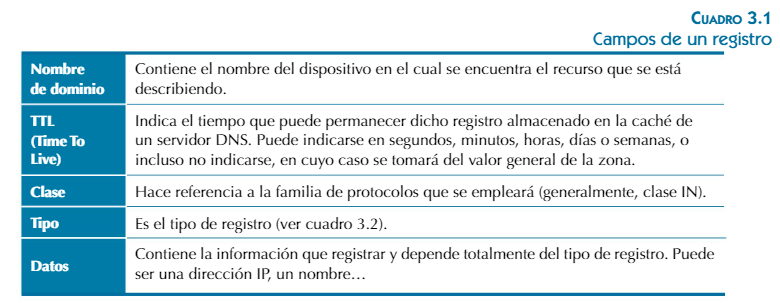 CUADRO 3.1
Campos de un registro
Nombre
de dominio
Contiene el nombre del dispositivo en el cual se encuentra el recurso que se está
describiendo.
TTL
(Time To
Live)
Indica el tiempo que puede permanecer dicho registro almacenado en la caché de
un servidor DNS. Puede indicarse en segundos, minutos, horas, días o semanas, o
incluso no indicarse, en cuyo caso se tomará del valor general de la zona.
Clase
Hace referencia a la familia de protocolos que se empleará (generalmente, clase IN).
Tipo
Es el tipo de registro (ver cuadro 3.2).
Datos
Contiene la información que registrar y depende totalmente del tipo de registro. Puede
ser una dirección IP, un nombre…